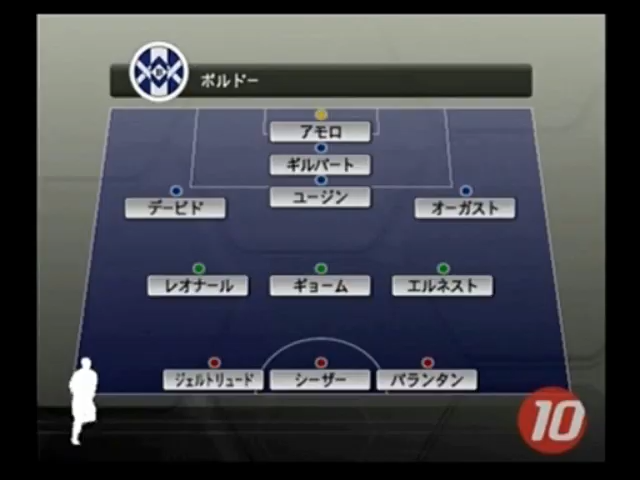 ボルドー
アモロ
ギルバート
ユージン
デービド
オーガスト
レオナール
ギョーム
エルネスト
ジェルトリュード
シーザー
バランタン
10